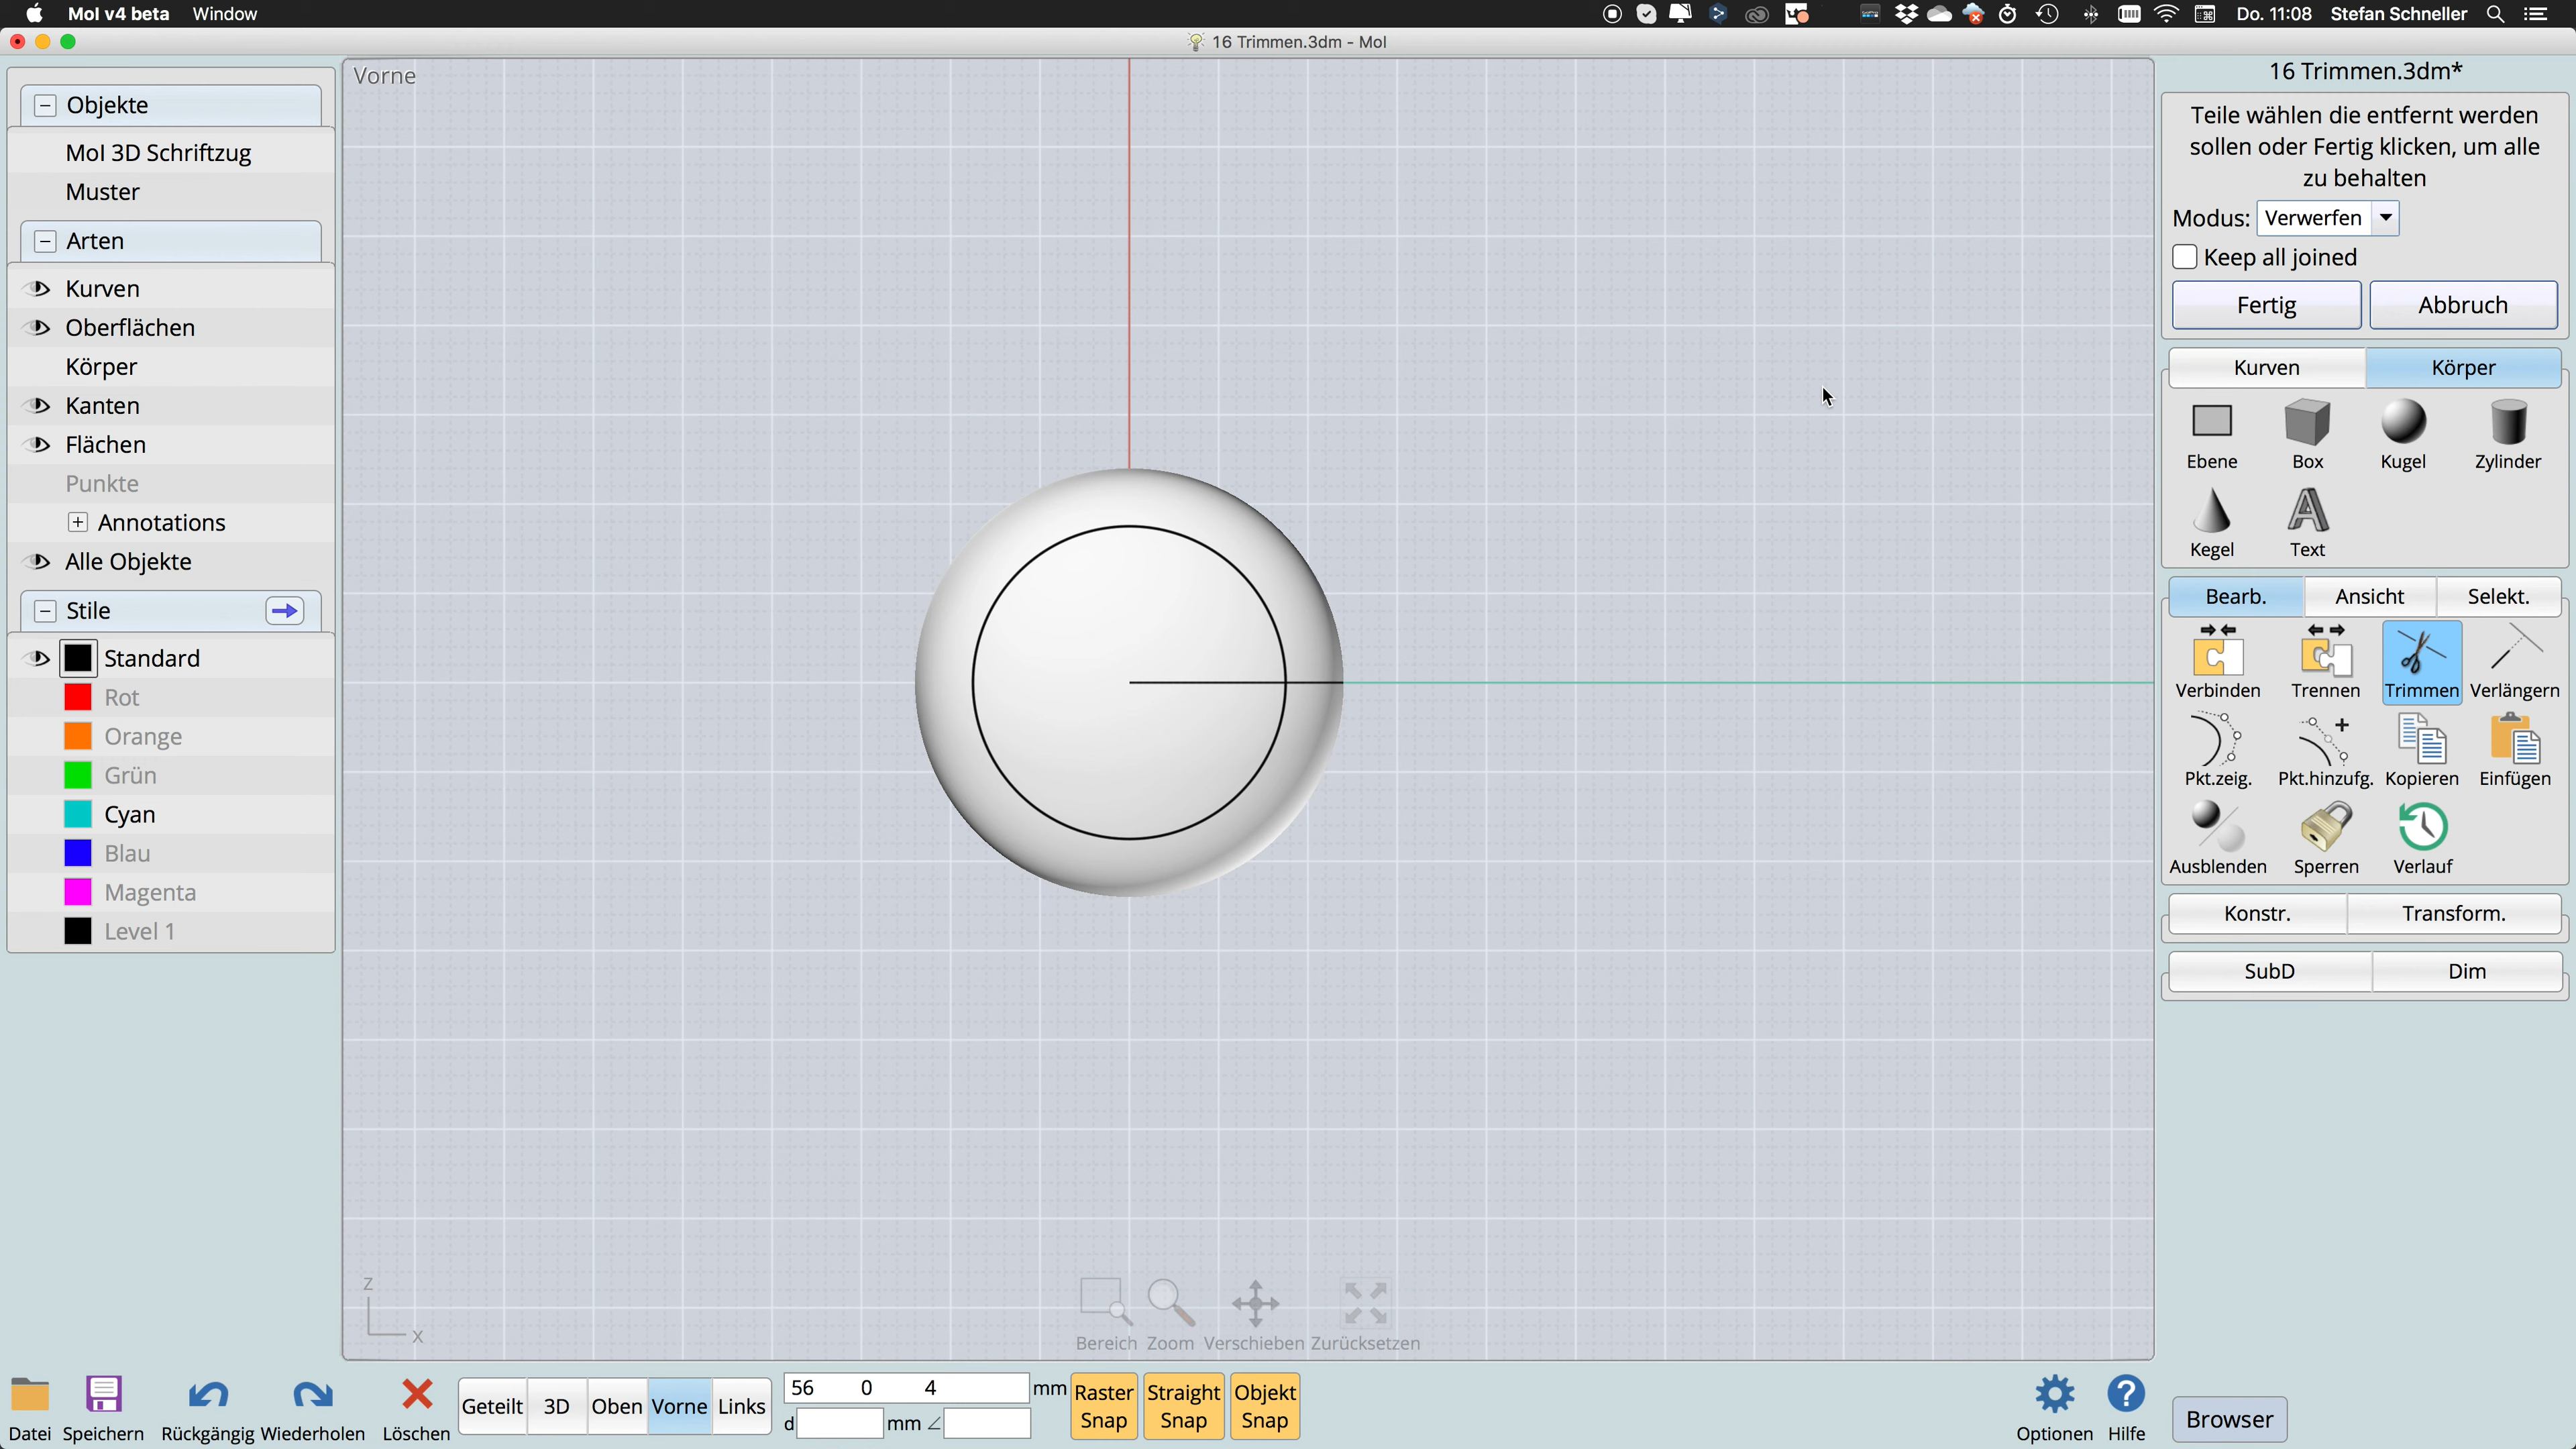 MoI v4 beta Window
Do. 11:08 Stefan Schneller
16 Trimmen.3dm - MoI
Vorne
Objekte
MoI 3D Schriftzug
Muster
Arten
Kurven
Oberflächen
Körper
Kanten
Flächen
Punkte
Annotations
Alle Objekte
Stile
Standard
Rot
Orange
Grün
Cyan
Blau
Magenta
Level 1
z
x
Bereich Zoom Verschieben Zurücksetzen
16 Trimmen.3dm*
Teile wählen die entfernt werden
sollen oder Fertig klicken, um alle
zu behalten
Modus: Verwerfen
Keep all joined
Fertig Abbruch
Kurven Körper
Ebene Box Kugel Zylinder
Kegel Text
Bearb. Ansicht Selekt.
Verbinden Trennen Trimmen Verlängern
Pkt.zeig. Pkt.hinzufg. Kopieren Einfügen
Ausblenden Sperren Verlauf
Konstr. Transform.
SubD Dim
Datei Speichern Rückgängig Wiederholen Löschen
Geteilt 3D Oben Vorne Links
56 0 4 mm
d mm
Raster Snap
Straight Snap
Objekt Snap
Optionen Hilfe
Browser